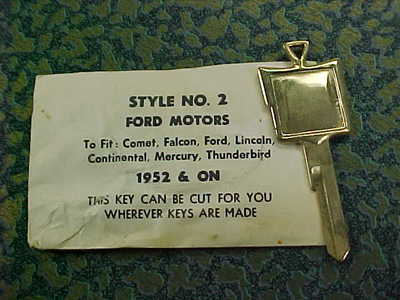 STYLE NO. 2
FORD MOTORS
To Fit: Comet, Falcon, Ford, Lincoln,
Continental, Mercury, Thunderbird
1952 & ON
THIS KEY CAN BE CUT FOR YOU
WHEREVER KEYS ARE MADE